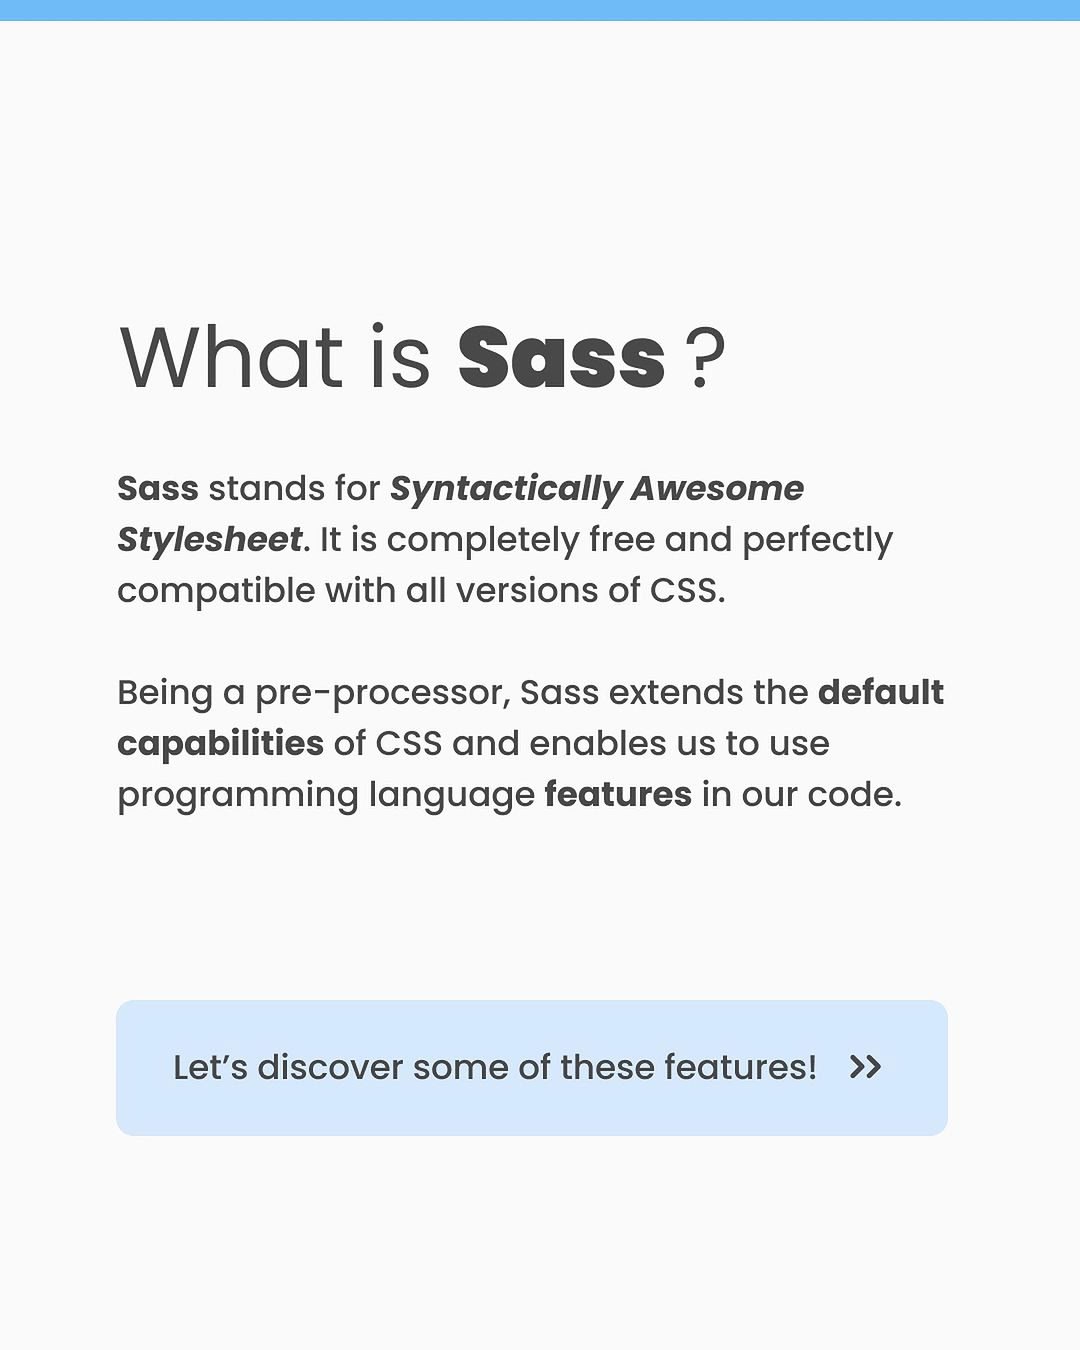 What is Sass ?
Sass stands for Syntactically Awesome
Stylesheet. It is completely free and perfectly
compatible with all versions of CSS.
Being a pre-processor, Sass extends the default
capabilities of CSS and enables us to use
programming language features in our code.
Let’s discover some of these features! »